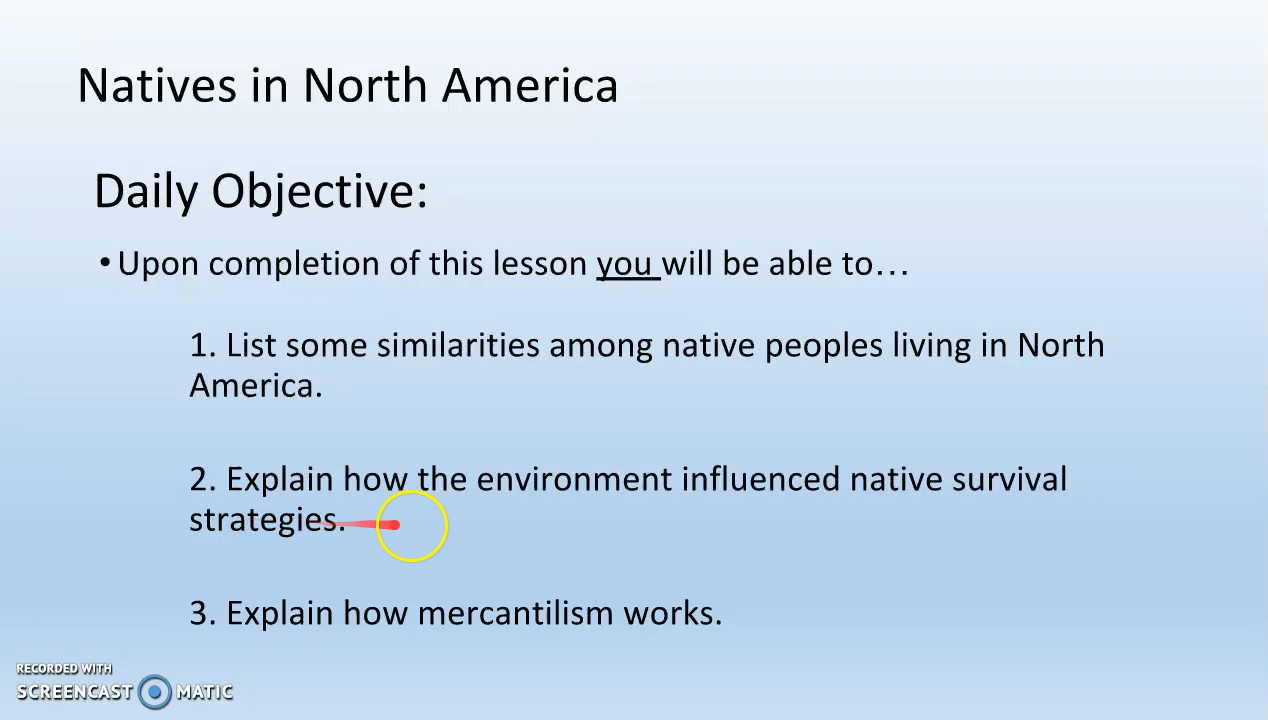 Natives in North America
Daily Objective:
•Upon completion of this lesson you will be able to…
1. List some similarities among native peoples living in North
America.
2. Explain how the environment influenced native survival
strategies.
3. Explain how mercantilism works.
RECORDED WITH
SCREENCAST MATIC